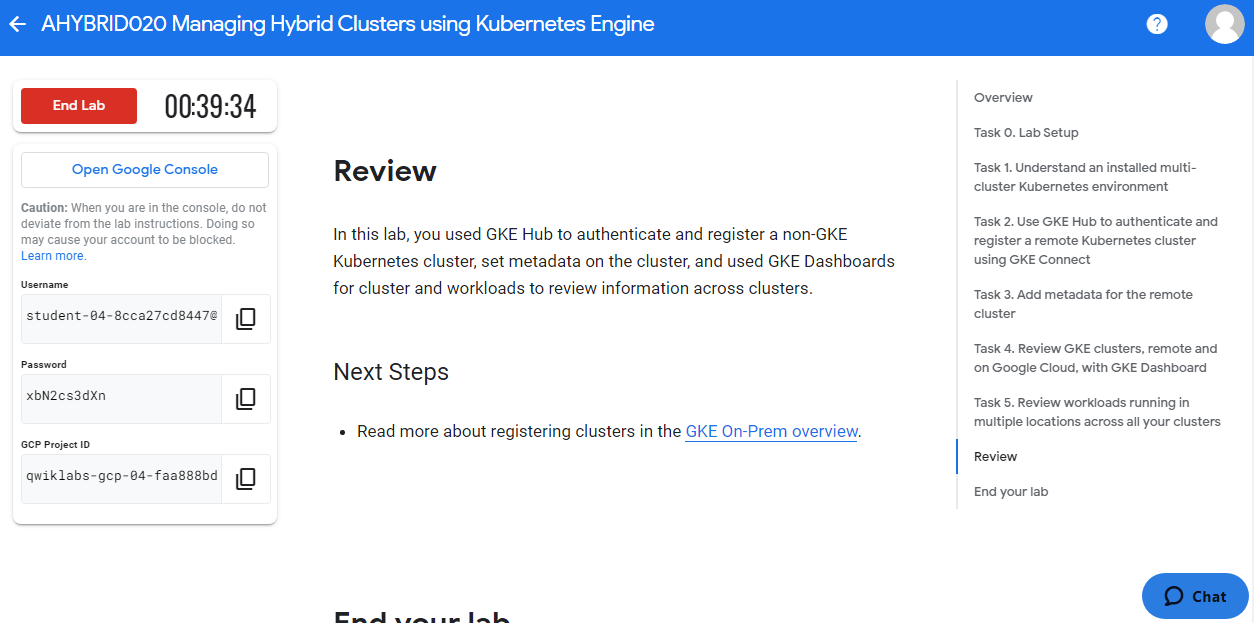 AHYBRID020 Managing Hybrid Clusters using Kubernetes Engine
?
End Lab
00:39:34
Open Google Console
Caution: When you are in the console, do not
deviate from the lab instructions. Doing so
may cause your account to be blocked.
Learn more.
Username
student-04-8cca27cd8447@
Password
xbN2cs3dXn
GCP Project ID
qwiklabs-gcp-04-faa888bd
Review
In this lab, you used GKE Hub to authenticate and register a non-GKE
Kubernetes cluster, set metadata on the cluster, and used GKE Dashboards
for cluster and workloads to review information across clusters.
Next Steps
• Read more about registering clusters in the GKE On-Prem overview.
End your lab
Overview
Task 0. Lab Setup
Task 1. Understand an installed multi-
cluster Kubernetes environment
Task 2. Use GKE Hub to authenticate and
register a remote Kubernetes cluster
using GKE Connect
Task 3. Add metadata for the remote
cluster
Task 4. Review GKE clusters, remote and
on Google Cloud, with GKE Dashboard
Task 5. Review workloads running in
multiple locations across all your clusters
Review
End your lab
Chat